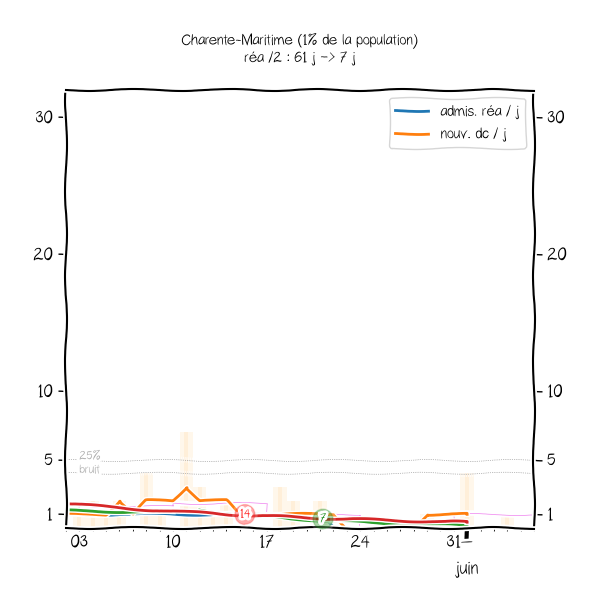 Charente-Maritime (1% de la population)
réa /2 : 61 j -> 7 j
admis. réa / j
nouv. dc / j
30 30
20 20
10 10
5 25% 5
bruit
1 14 7 1
03 10 17 24 31
juin